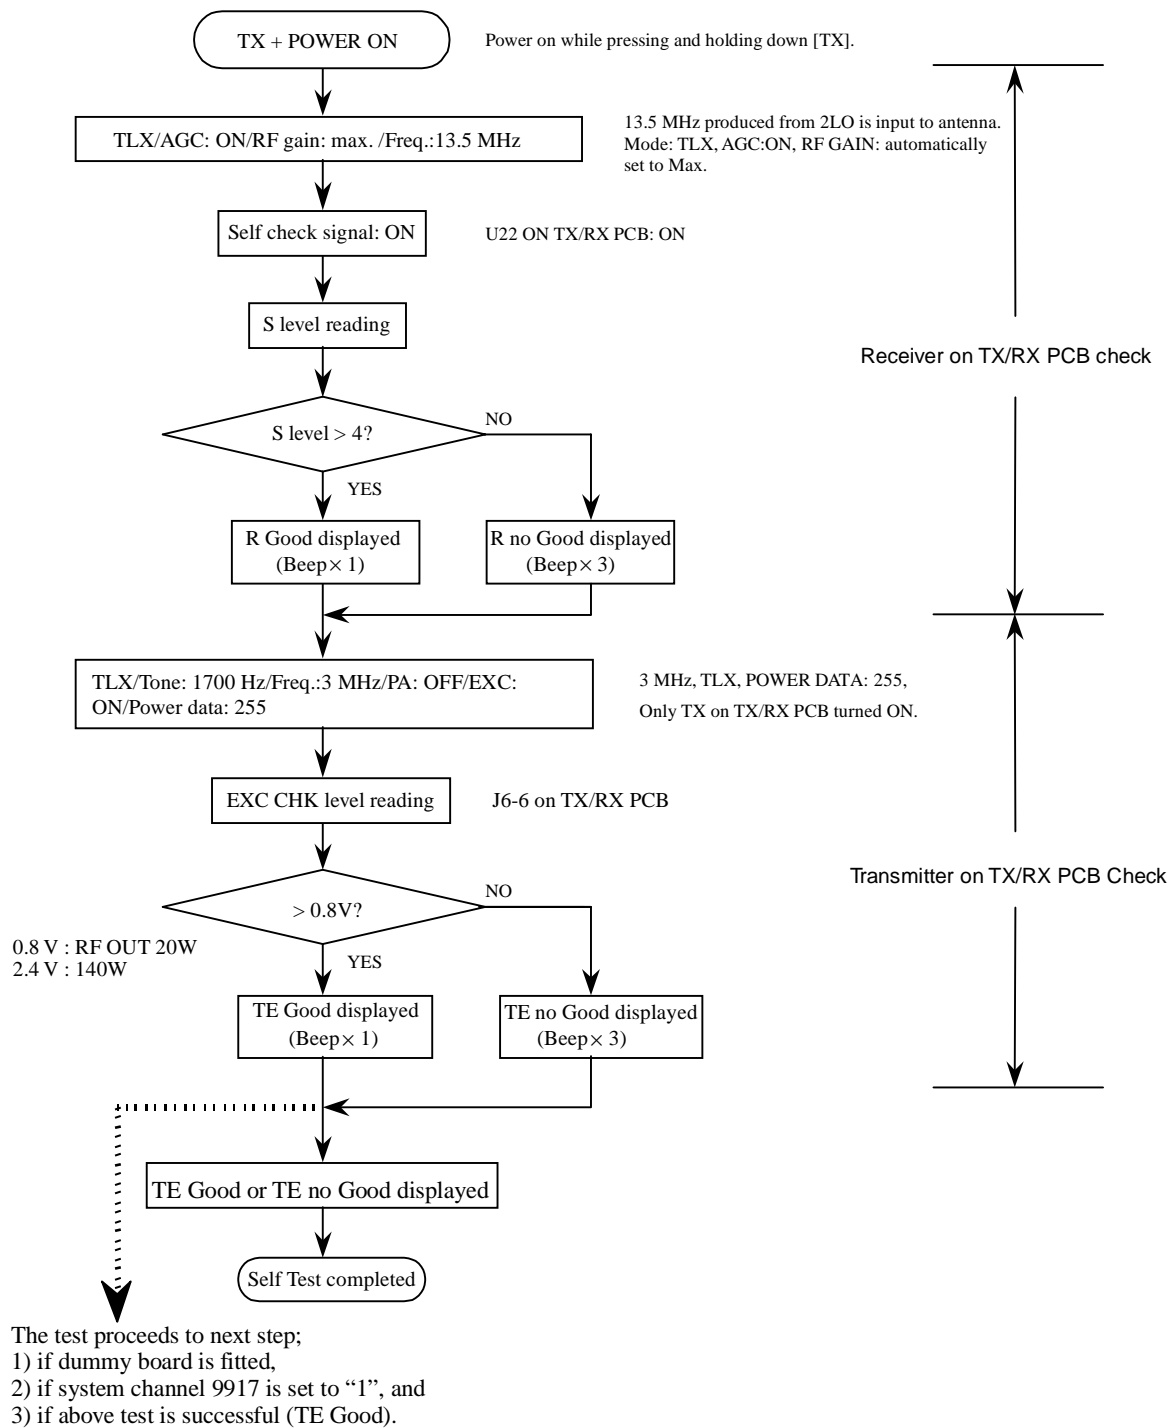 TX + POWER ON
Power on while pressing and holding down [TX].
TLX/AGC: ON/RF gain: max. /Freq.:13.5 MHz
13.5 MHz produced from 2LO is input to antenna.
Mode: TLX, AGC:ON, RF GAIN: automatically
set to Max.
Self check signal: ON
U22 ON TX/RX PCB: ON
S level reading
Receiver on TX/RX PCB check
S level > 4?
NO
YES
R Good displayed
(Beep× 1)
R no Good displayed
(Beep× 3)
TLX/Tone: 1700 Hz/Freq.:3 MHz/PA: OFF/EXC:
ON/Power data: 255
3 MHz, TLX, POWER DATA: 255,
Only TX on TX/RX PCB turned ON.
EXC CHK level reading
J6-6 on TX/RX PCB
Transmitter on TX/RX PCB Check
> 0.8V?
NO
YES
0.8 V : RF OUT 20W
2.4 V : 140W
TE Good displayed
(Beep× 1)
TE no Good displayed
(Beep× 3)
TE Good or TE no Good displayed
Self Test completed
The test proceeds to next step;
1) if dummy board is fitted,
2) if system channel 9917 is set to “1”, and
3) if above test is successful (TE Good).